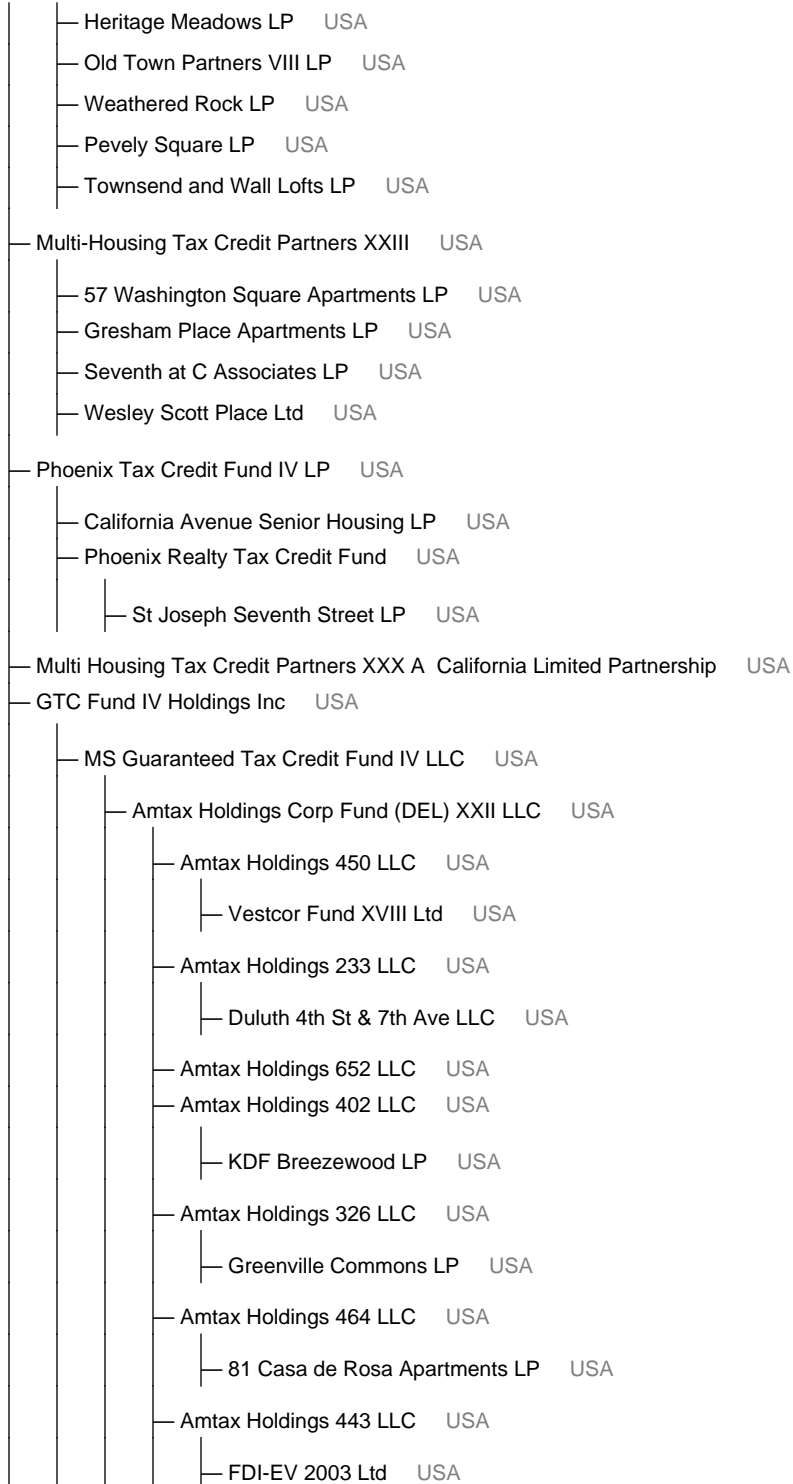 Heritage Meadows LP USA
Old Town Partners VIII LP USA
Weathered Rock LP USA
Pevely Square LP USA
Townsend and Wall Lofts LP USA
Multi-Housing Tax Credit Partners XXIII USA
57 Washington Square Apartments LP USA
Gresham Place Apartments LP USA
Seventh at C Associates LP USA
Wesley Scott Place Ltd USA
Phoenix Tax Credit Fund IV LP USA
California Avenue Senior Housing LP USA
Phoenix Realty Tax Credit Fund USA
St Joseph Seventh Street LP USA
Multi Housing Tax Credit Partners XXX A California Limited Partnership USA
GTC Fund IV Holdings Inc USA
MS Guaranteed Tax Credit Fund IV LLC USA
Amtax Holdings Corp Fund (DEL) XXII LLC USA
Amtax Holdings 450 LLC USA
Vestcor Fund XVIII Ltd USA
Amtax Holdings 233 LLC USA
Duluth 4th St & 7th Ave LLC USA
Amtax Holdings 652 LLC USA
Amtax Holdings 402 LLC USA
KDF Breezewood LP USA
Amtax Holdings 326 LLC USA
Greenville Commons LP USA
Amtax Holdings 464 LLC USA
81 Casa de Rosa Apartments LP USA
Amtax Holdings 443 LLC USA
FDI-EV 2003 Ltd USA